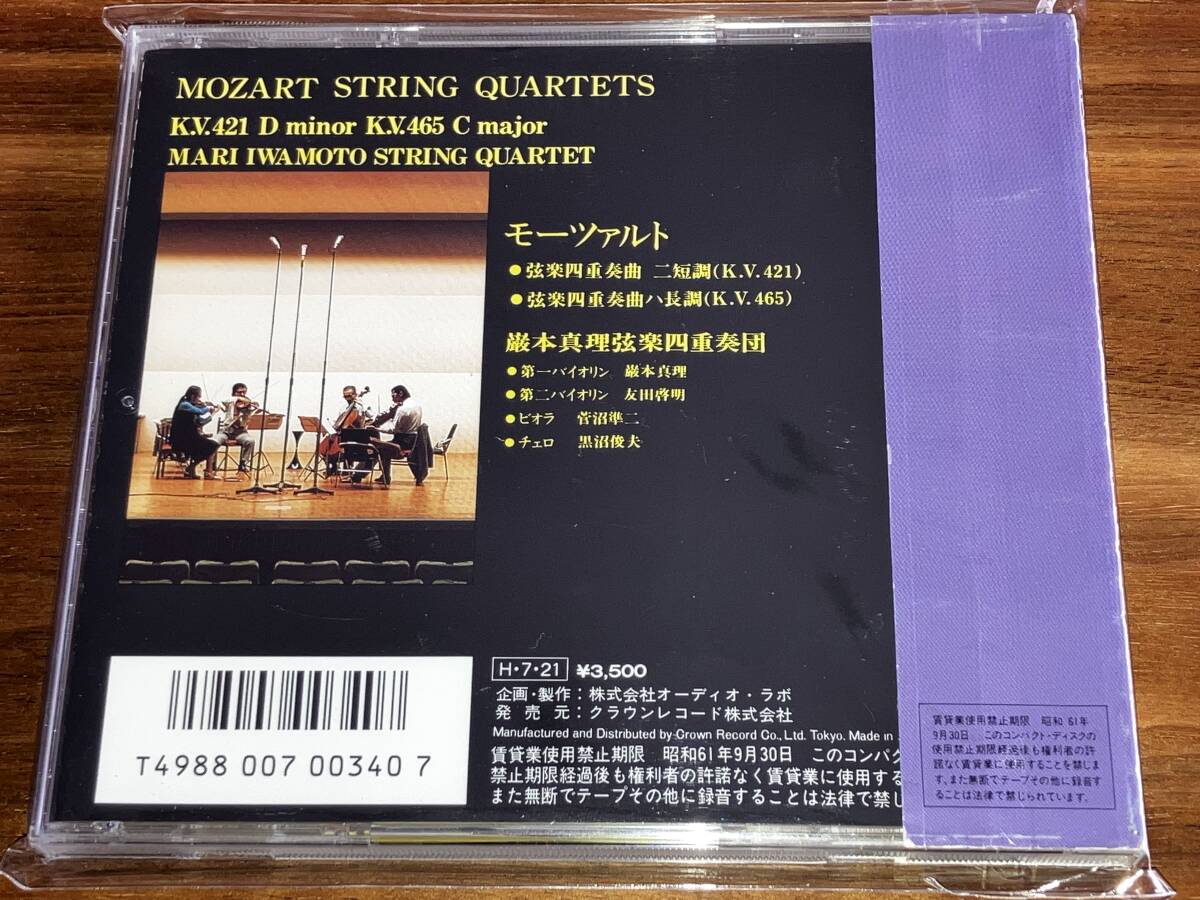 MOZART STRING QUARTETS
K.V.421 D minor K.V.465 C major
MARI IWAMOTO STRING QUARTET
モーツァルト
●弦楽四重奏曲 二短調(K.V.421)
●弦楽四重奏曲ハ長調(K.V.465)
巌本真理弦楽四重奏団
●第一バイオリン 巌本真理
●第二バイオリン 友田啓明
●ビオラ 菅沼準二
●チェロ 黒沼俊夫
H・7・21 ¥3,500
企画・製作：株式会社オーディオ・ラボ
発売元：クラウンレコード株式会社
Manufactured and Distributed by Crown Record Co., Ltd. Tokyo. Made in
賃貸業使用禁止期限 昭和61年9月30日 このコンパク
禁止期限経過後も権利者の許諾なく賃貸業に使用する
また無断でテープその他に録音することは法律で禁じ
T4988 007 00340 7
賃貸業使用禁止期限 昭和61年
9月30日 このコンパクト・ディスクの
使用禁止期限経過後も権利者の許
諾なく賃貸業に使用することを禁じま
す。また無断でテープその他に録音す
ることは法律で禁じられています。